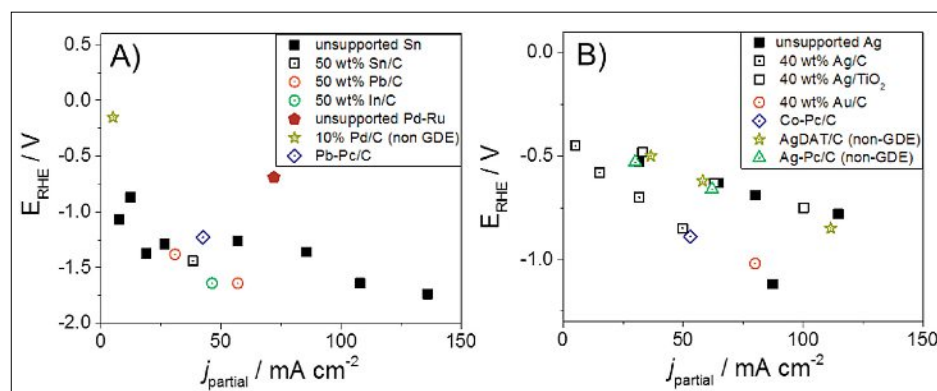 A)
unsupported Sn
50 wt% Sn/C
50 wt% Pb/C
50 wt% In/C
unsupported Pd-Ru
10% Pd/C (non GDE)
Pb-Pc/C
0.5
0.0
-0.5
-1.0
-1.5
-2.0
E_RHE / V
0
50
100
150
j_partial / mA cm⁻²
B)
unsupported Ag
40 wt% Ag/C
40 wt% Ag/TiO₂
40 wt% Au/C
Co-Pc/C
AgDAT/C (non-GDE)
Ag-Pc/C (non-GDE)
0.0
-0.5
-1.0
E_RHE / V
0
50
100
150
j_partial / mA cm⁻²